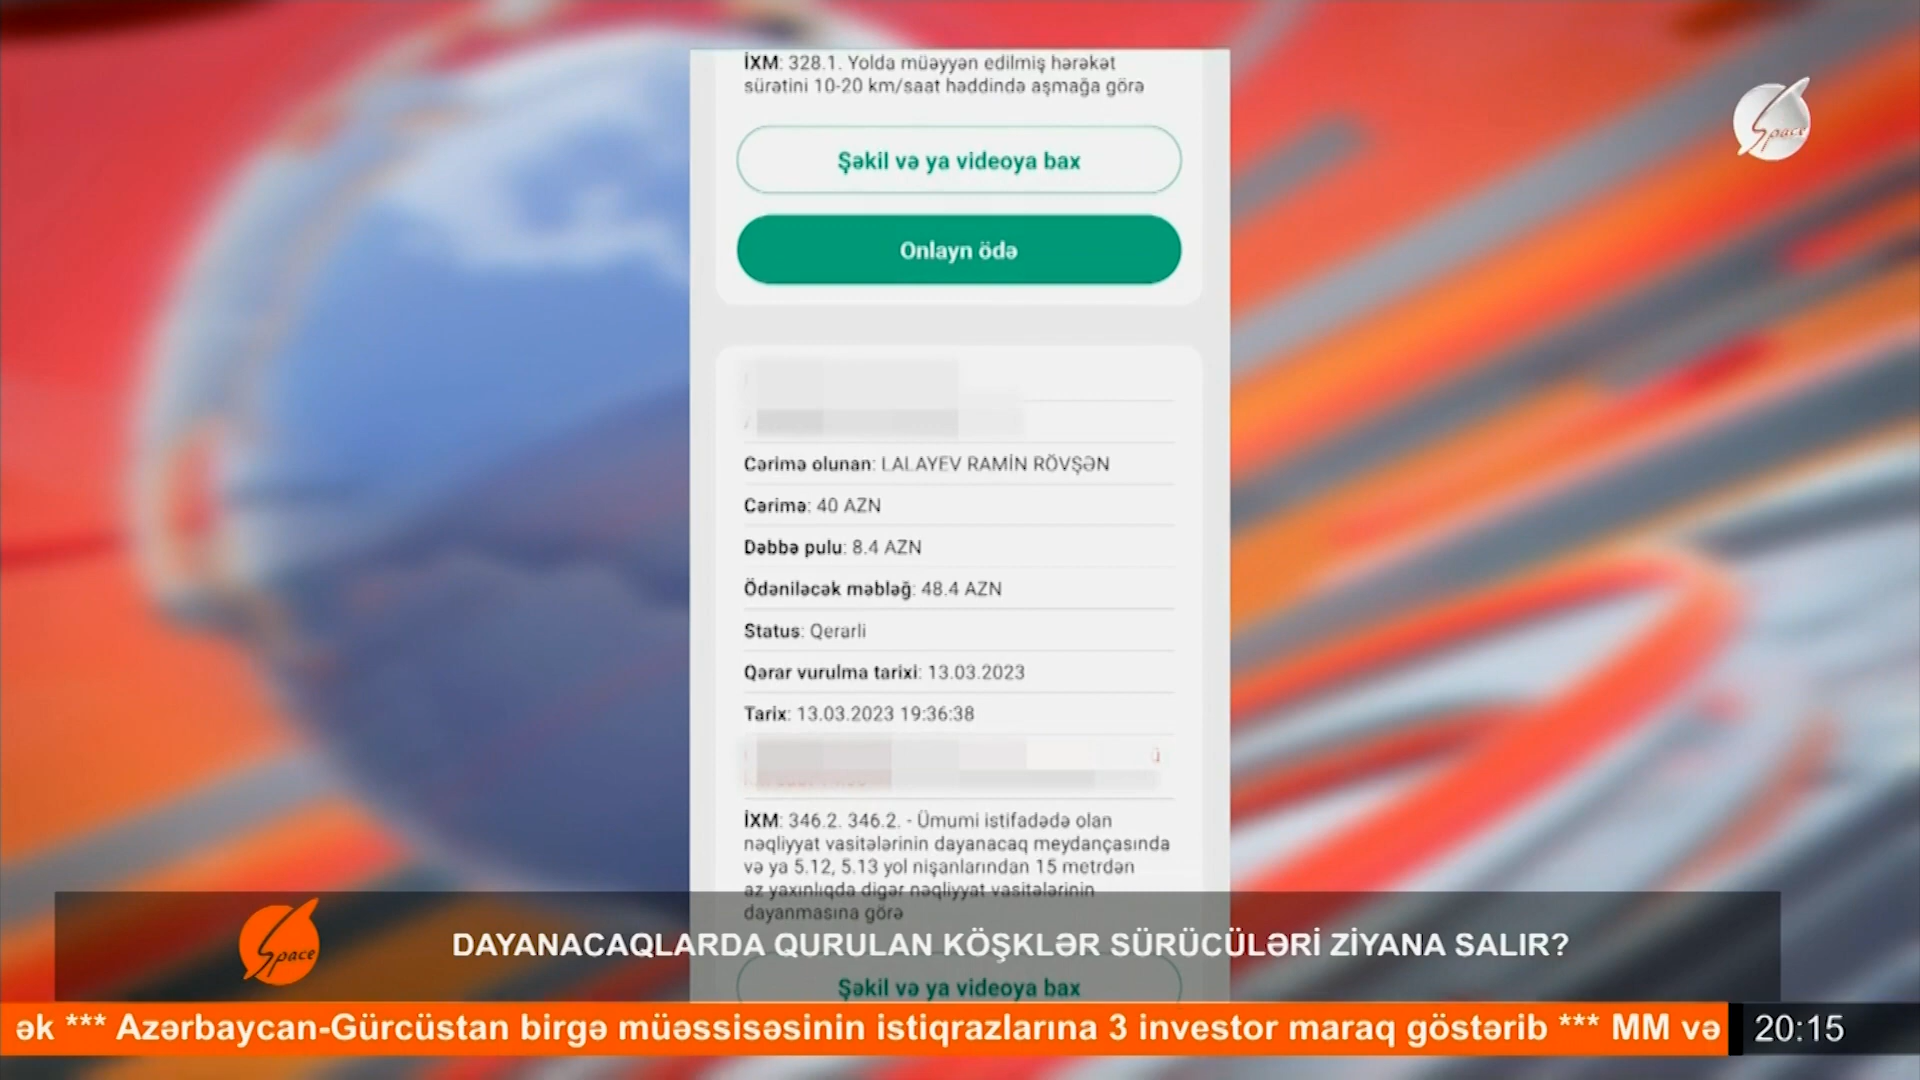 İXM: 328.1. Yolda müəyyən edilmiş hərəkət
sürətini 10-20 km/saat həddində aşmağa görə
Şəkil və ya videoya bax
Onlayn ödə
Space
Cərimə olunan: LALAYEV RAMİN RÖVŞƏN
Cərimə: 40 AZN
Dəbbə pulu: 8.4 AZN
Ödəniləcək məbləğ: 48.4 AZN
Status: Qerarli
Qərar vurulma tarixi: 13.03.2023
Tarix: 13.03.2023 19:36:38
İXM: 346.2. 346.2. - Ümumi istifadədə olan
nəqliyyat vasitələrinin dayanacaq meydançasında
və ya 5.12, 5.13 yol nişanlarından 15 metrdən
az yaxınlıqda digər nəqliyyat vasitələrinin
dayanmasına görə
Space
DAYANACAQLARDA QURULAN KÖŞKLƏR SÜRÜCÜLƏRİ ZİYANA SALIR?
Şəkil və ya videoya bax
ək *** Azərbaycan-Gürcüstan birgə müəssisəsinin istiqrazlarına 3 investor maraq göstərib *** MM və
20:15